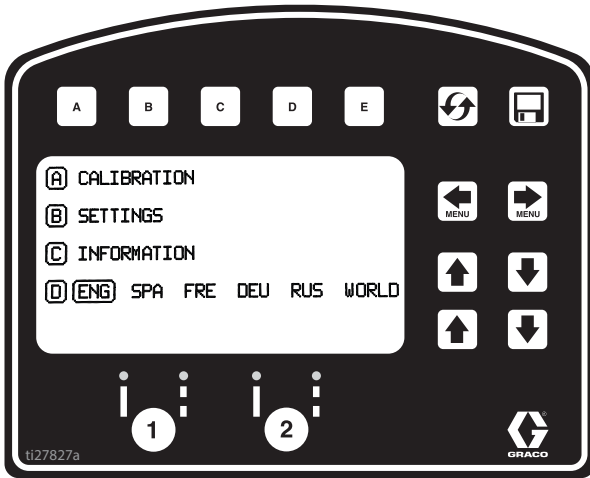 A B C D E
A CALIBRATION
MENU MENU
B SETTINGS
C INFORMATION
D ENG SPA FRE DEU RUS WORLD
1 2
ti27827a
GRACO